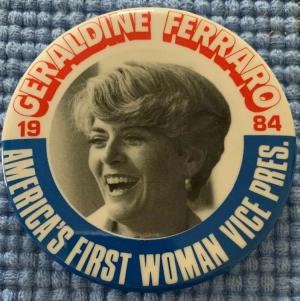 GERALDINE FERRARO
19 84
AMERICA'S FIRST WOMAN VICE PRES.